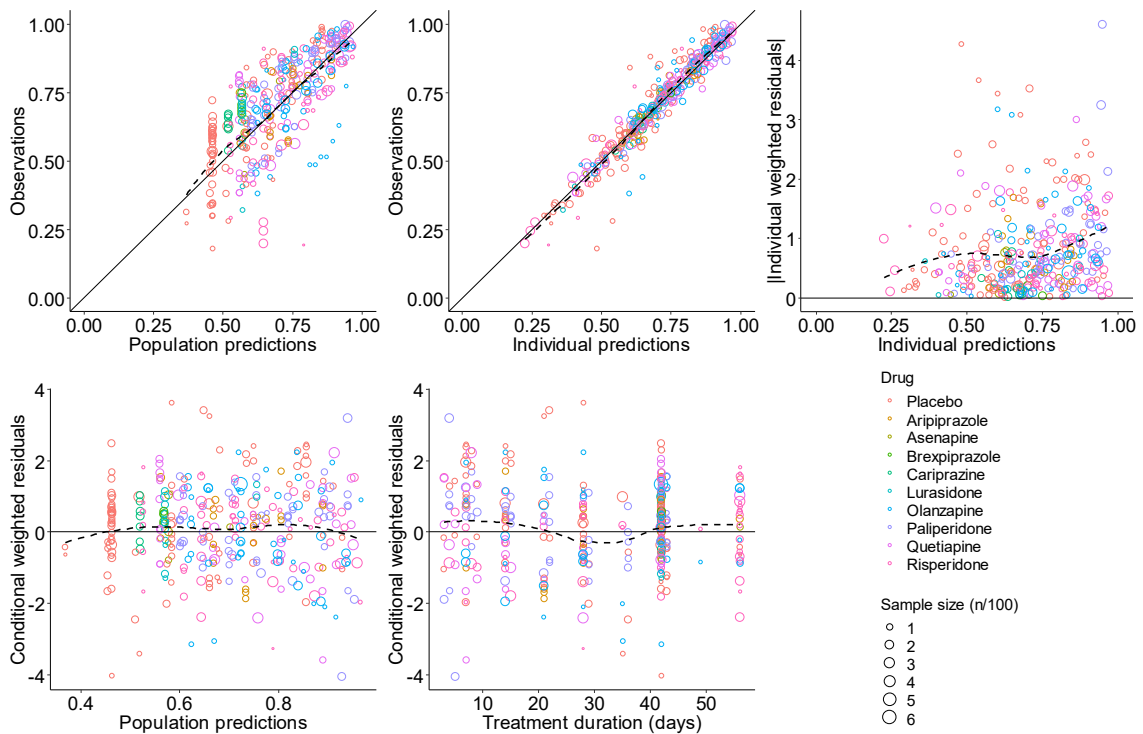 1.00
0.75
0.50
0.25
0.00
Observations
0.00 0.25 0.50 0.75 1.00
Population predictions
1.00
0.75
0.50
0.25
0.00
Observations
0.00 0.25 0.50 0.75 1.00
Individual predictions
4
3
2
1
0
|Individual weighted residuals|
0.00 0.25 0.50 0.75 1.00
Individual predictions
4
2
0
-2
-4
Conditional weighted residuals
0.4 0.6 0.8
Population predictions
4
2
0
-2
-4
Conditional weighted residuals
10 20 30 40 50
Treatment duration (days)
Drug
Placebo
Aripiprazole
Asenapine
Brexpiprazole
Cariprazine
Lurasidone
Olanzapine
Paliperidone
Quetiapine
Risperidone
Sample size (n/100)
1
2
3
4
5
6